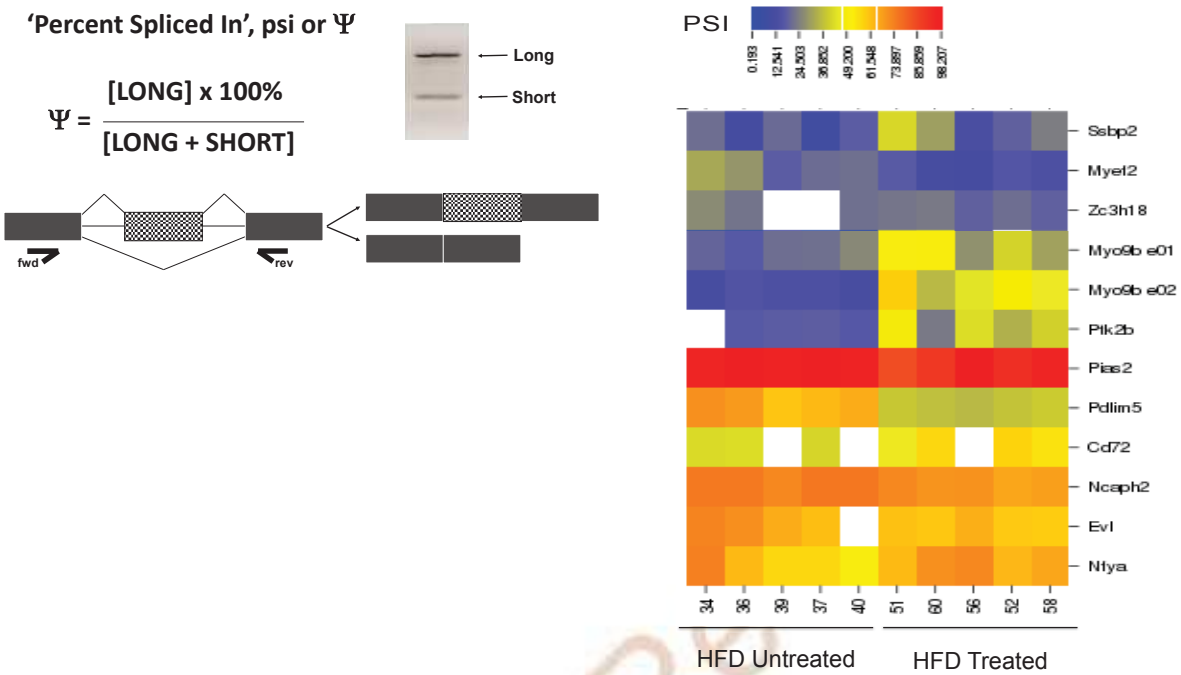 'Percent Spliced In', psi or Ψ
Ψ =
[LONG] x 100%
[LONG + SHORT]
Long
Short
fwd
rev
PSI
0.193
12.541
24.503
36.852
49.200
61.548
73.897
85.859
98.207
Ssbp2
Myef2
Zc3h18
Myo9b e01
Myo9b e02
Ptk2b
Pias2
Pdlim5
Cd72
Ncaph2
Evl
Nfya
34 36 39 37 40 51 60 56 52 58
HFD Untreated HFD Treated